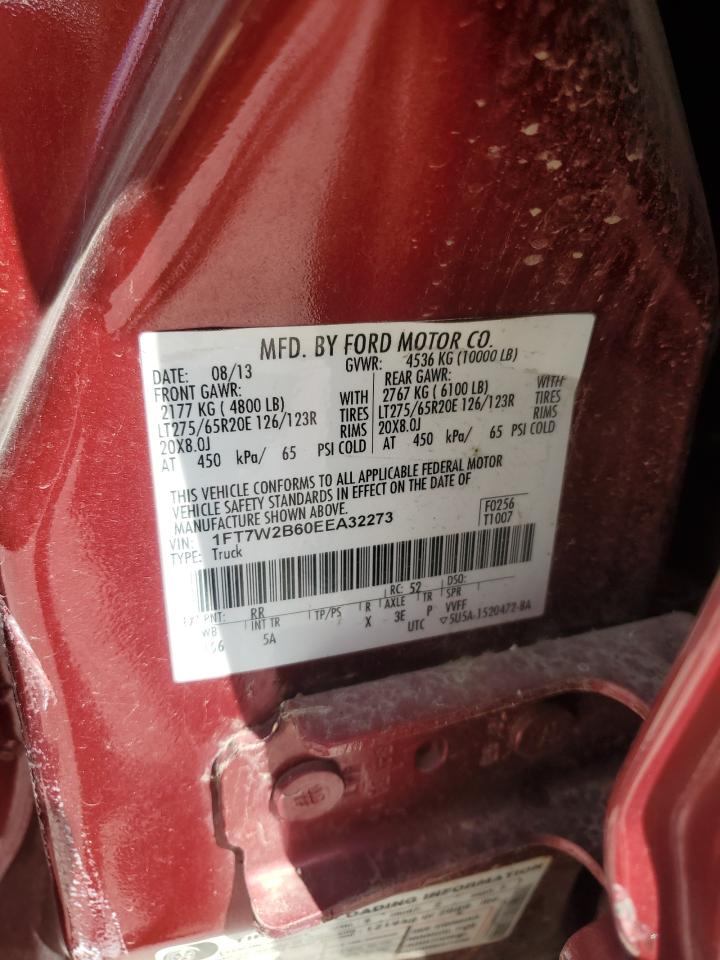 MFD. BY FORD MOTOR CO.
DATE: 08/13 GVWR: 4536 KG (10000 LB)
FRONT GAWR: REAR GAWR:
2177 KG ( 4800 LB) WITH 2767 KG ( 6100 LB) WITH
LT275/65R20E 126/123R TIRES LT275/65R20E 126/123R TIRES
20X8.0J RIMS 20X8.0J RIMS
AT 450 kPa/ 65 PSI COLD AT 450 kPa/ 65 PSI COLD
THIS VEHICLE CONFORMS TO ALL APPLICABLE FEDERAL MOTOR
VEHICLE SAFETY STANDARDS IN EFFECT ON THE DATE OF
MANUFACTURE SHOWN ABOVE.
VIN: 1FT7W2B60EEA32273 F0256
TYPE: Truck T1007
EXT PNT: RR RC: 52 DSO:
WB INT TR TP/PS R AXLE TR SPR
5A X 3E P VVFF
UTC ▽5U5A-1520472-BA
LOADING INFORMATION